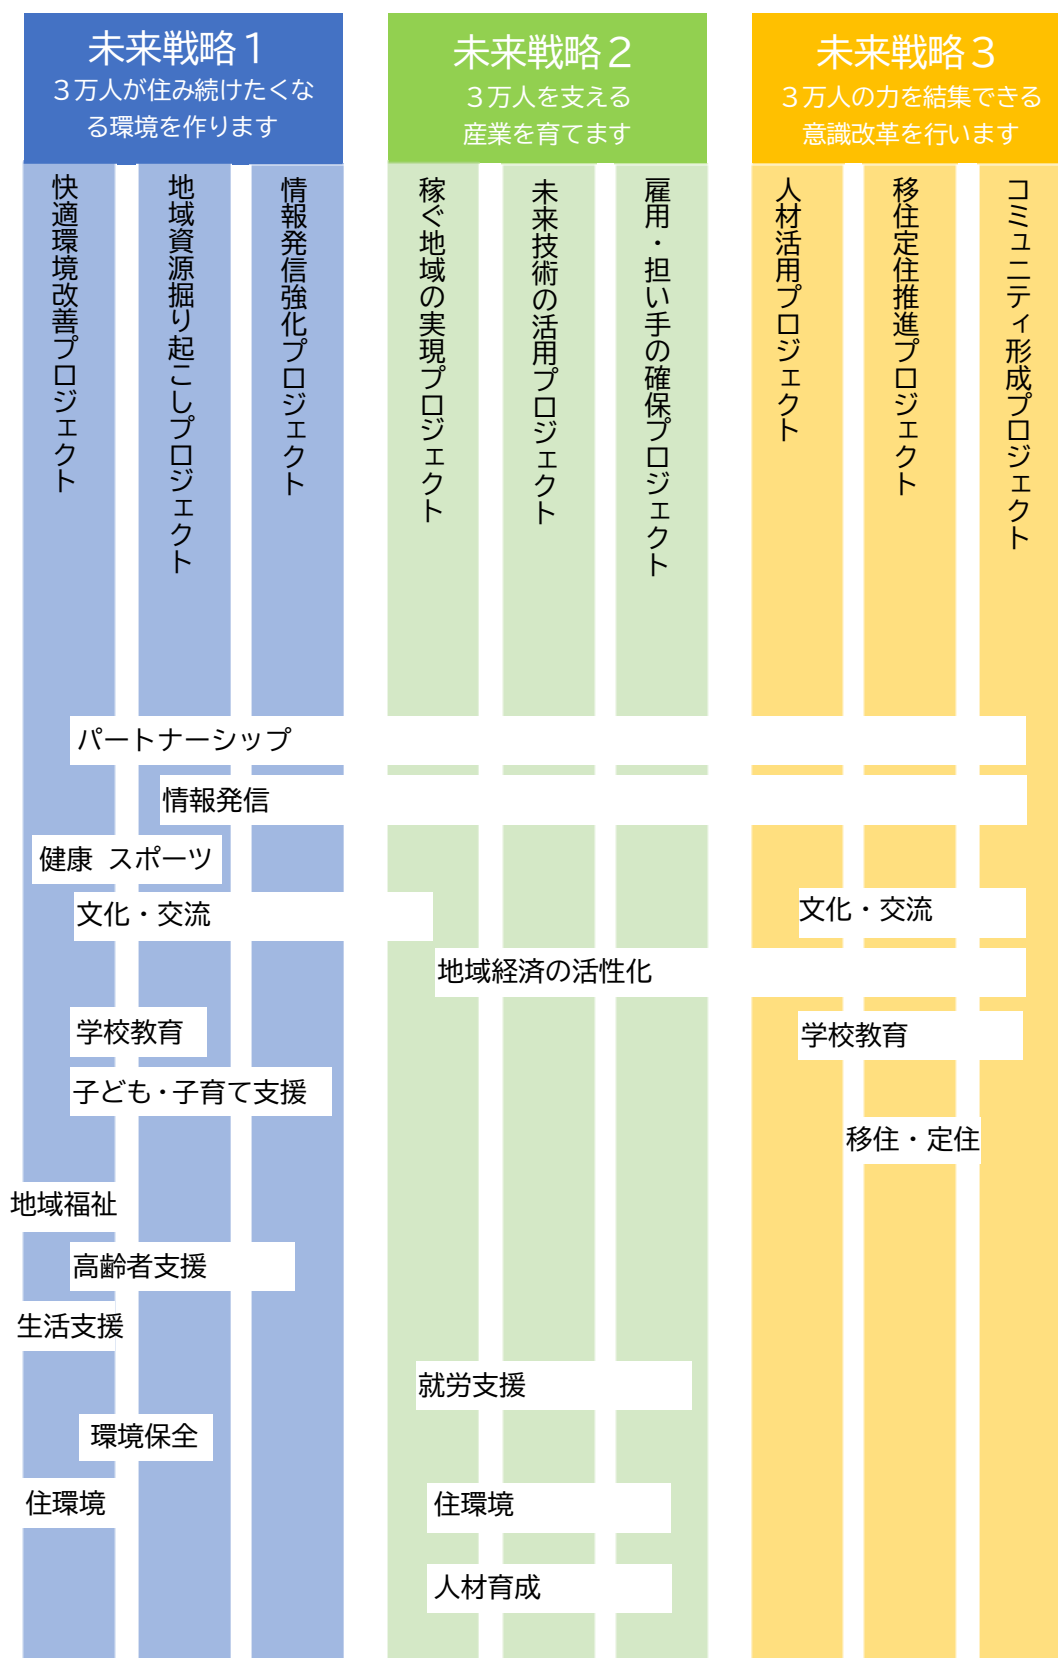 未来戦略１
３万人が住み続けたくな
る環境を作ります
未来戦略２
３万人を支える
産業を育てます
未来戦略３
３万人の力を結集できる
意識改革を行います
快適環境改善プロジェクト
地域資源掘り起こしプロジェクト
情報発信強化プロジェクト
稼ぐ地域の実現プロジェクト
未来技術の活用プロジェクト
雇用・担い手の確保プロジェクト
人材活用プロジェクト
移住定住推進プロジェクト
コミュニティ形成プロジェクト
パートナーシップ
情報発信
健康 スポーツ
文化・交流
文化・交流
地域経済の活性化
学校教育
学校教育
子ども・子育て支援
移住・定住
地域福祉
高齢者支援
生活支援
就労支援
環境保全
住環境
住環境
人材育成